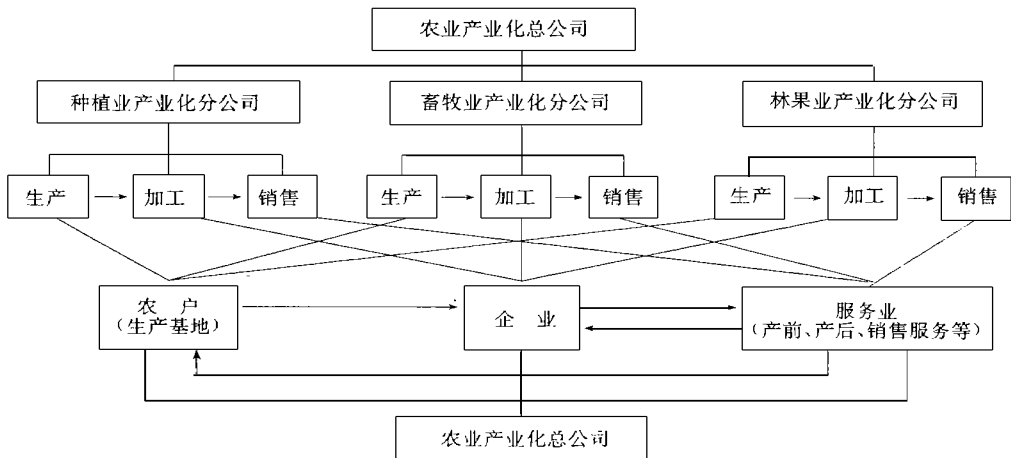 农业产业化总公司
种植业产业化分公司
畜牧业产业化分公司
林果业产业化分公司
生产
加工
销售
生产
加工
销售
生产
加工
销售
农 户
(生产基地)
企 业
服务业
(产前、产后、销售服务等)
农业产业化总公司